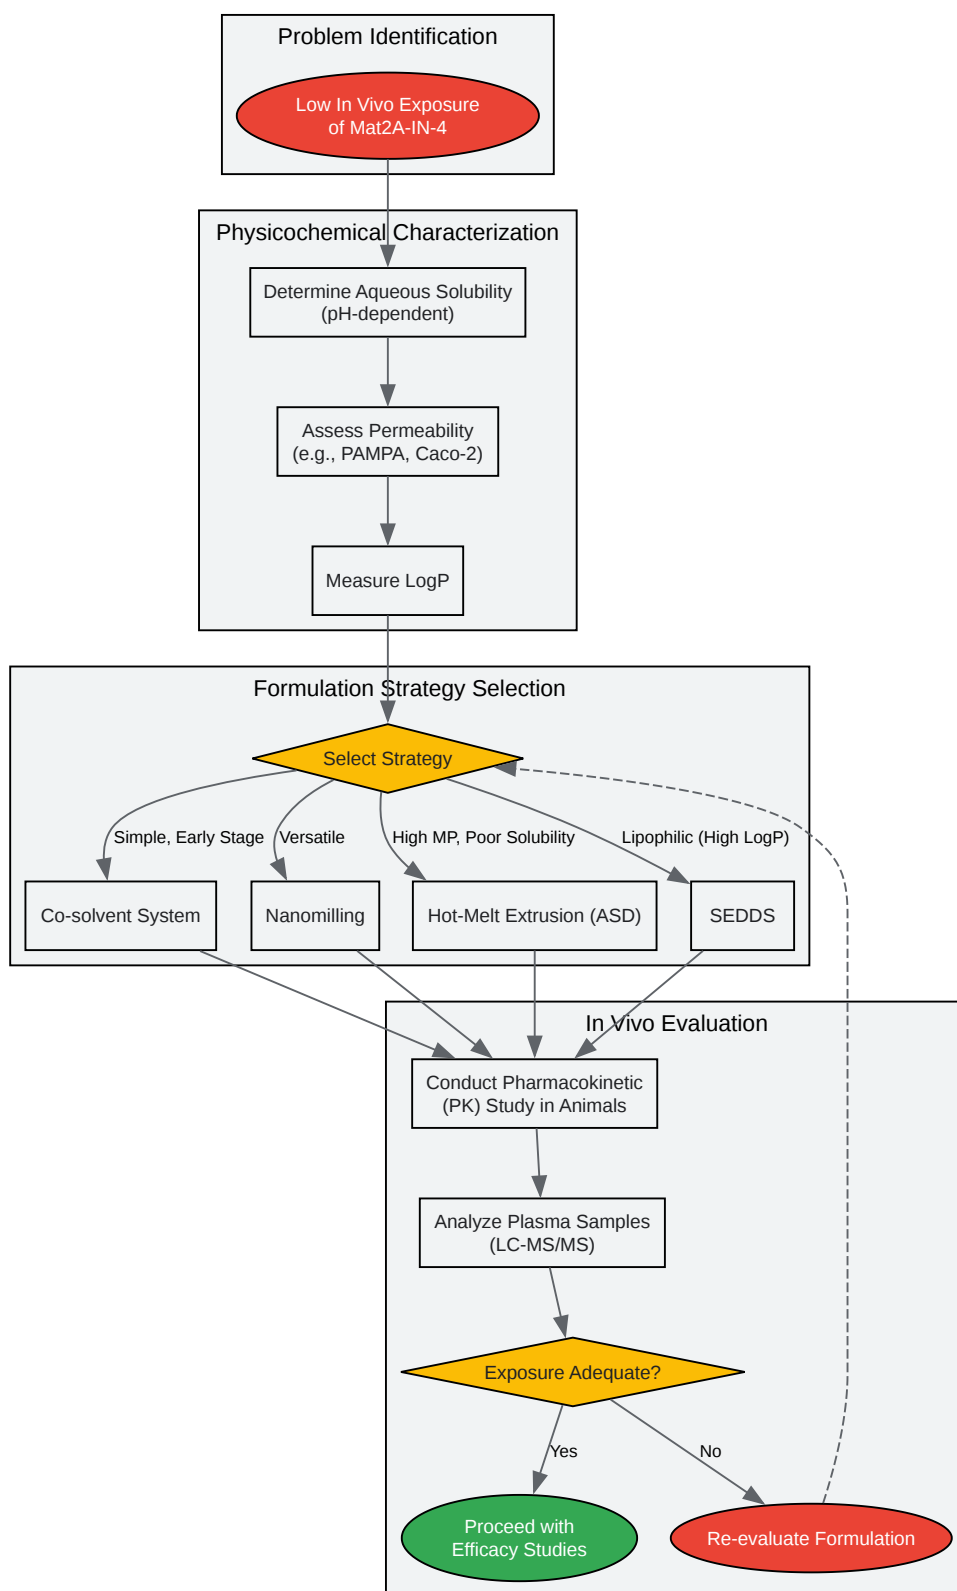 Problem Identification
Low In Vivo Exposure
of Mat2A-IN-4
Physicochemical Characterization
Determine Aqueous Solubility
(pH-dependent)
Assess Permeability
(e.g., PAMPA, Caco-2)
Measure LogP
Formulation Strategy Selection
Select Strategy
Simple, Early Stage
Versatile
High MP, Poor Solubility
Lipophilic (High LogP)
Co-solvent System
Nanomilling
Hot-Melt Extrusion (ASD)
SEDDS
In Vivo Evaluation
Conduct Pharmacokinetic
(PK) Study in Animals
Analyze Plasma Samples
(LC-MS/MS)
Exposure Adequate?
Yes
No
Proceed with
Efficacy Studies
Re-evaluate Formulation